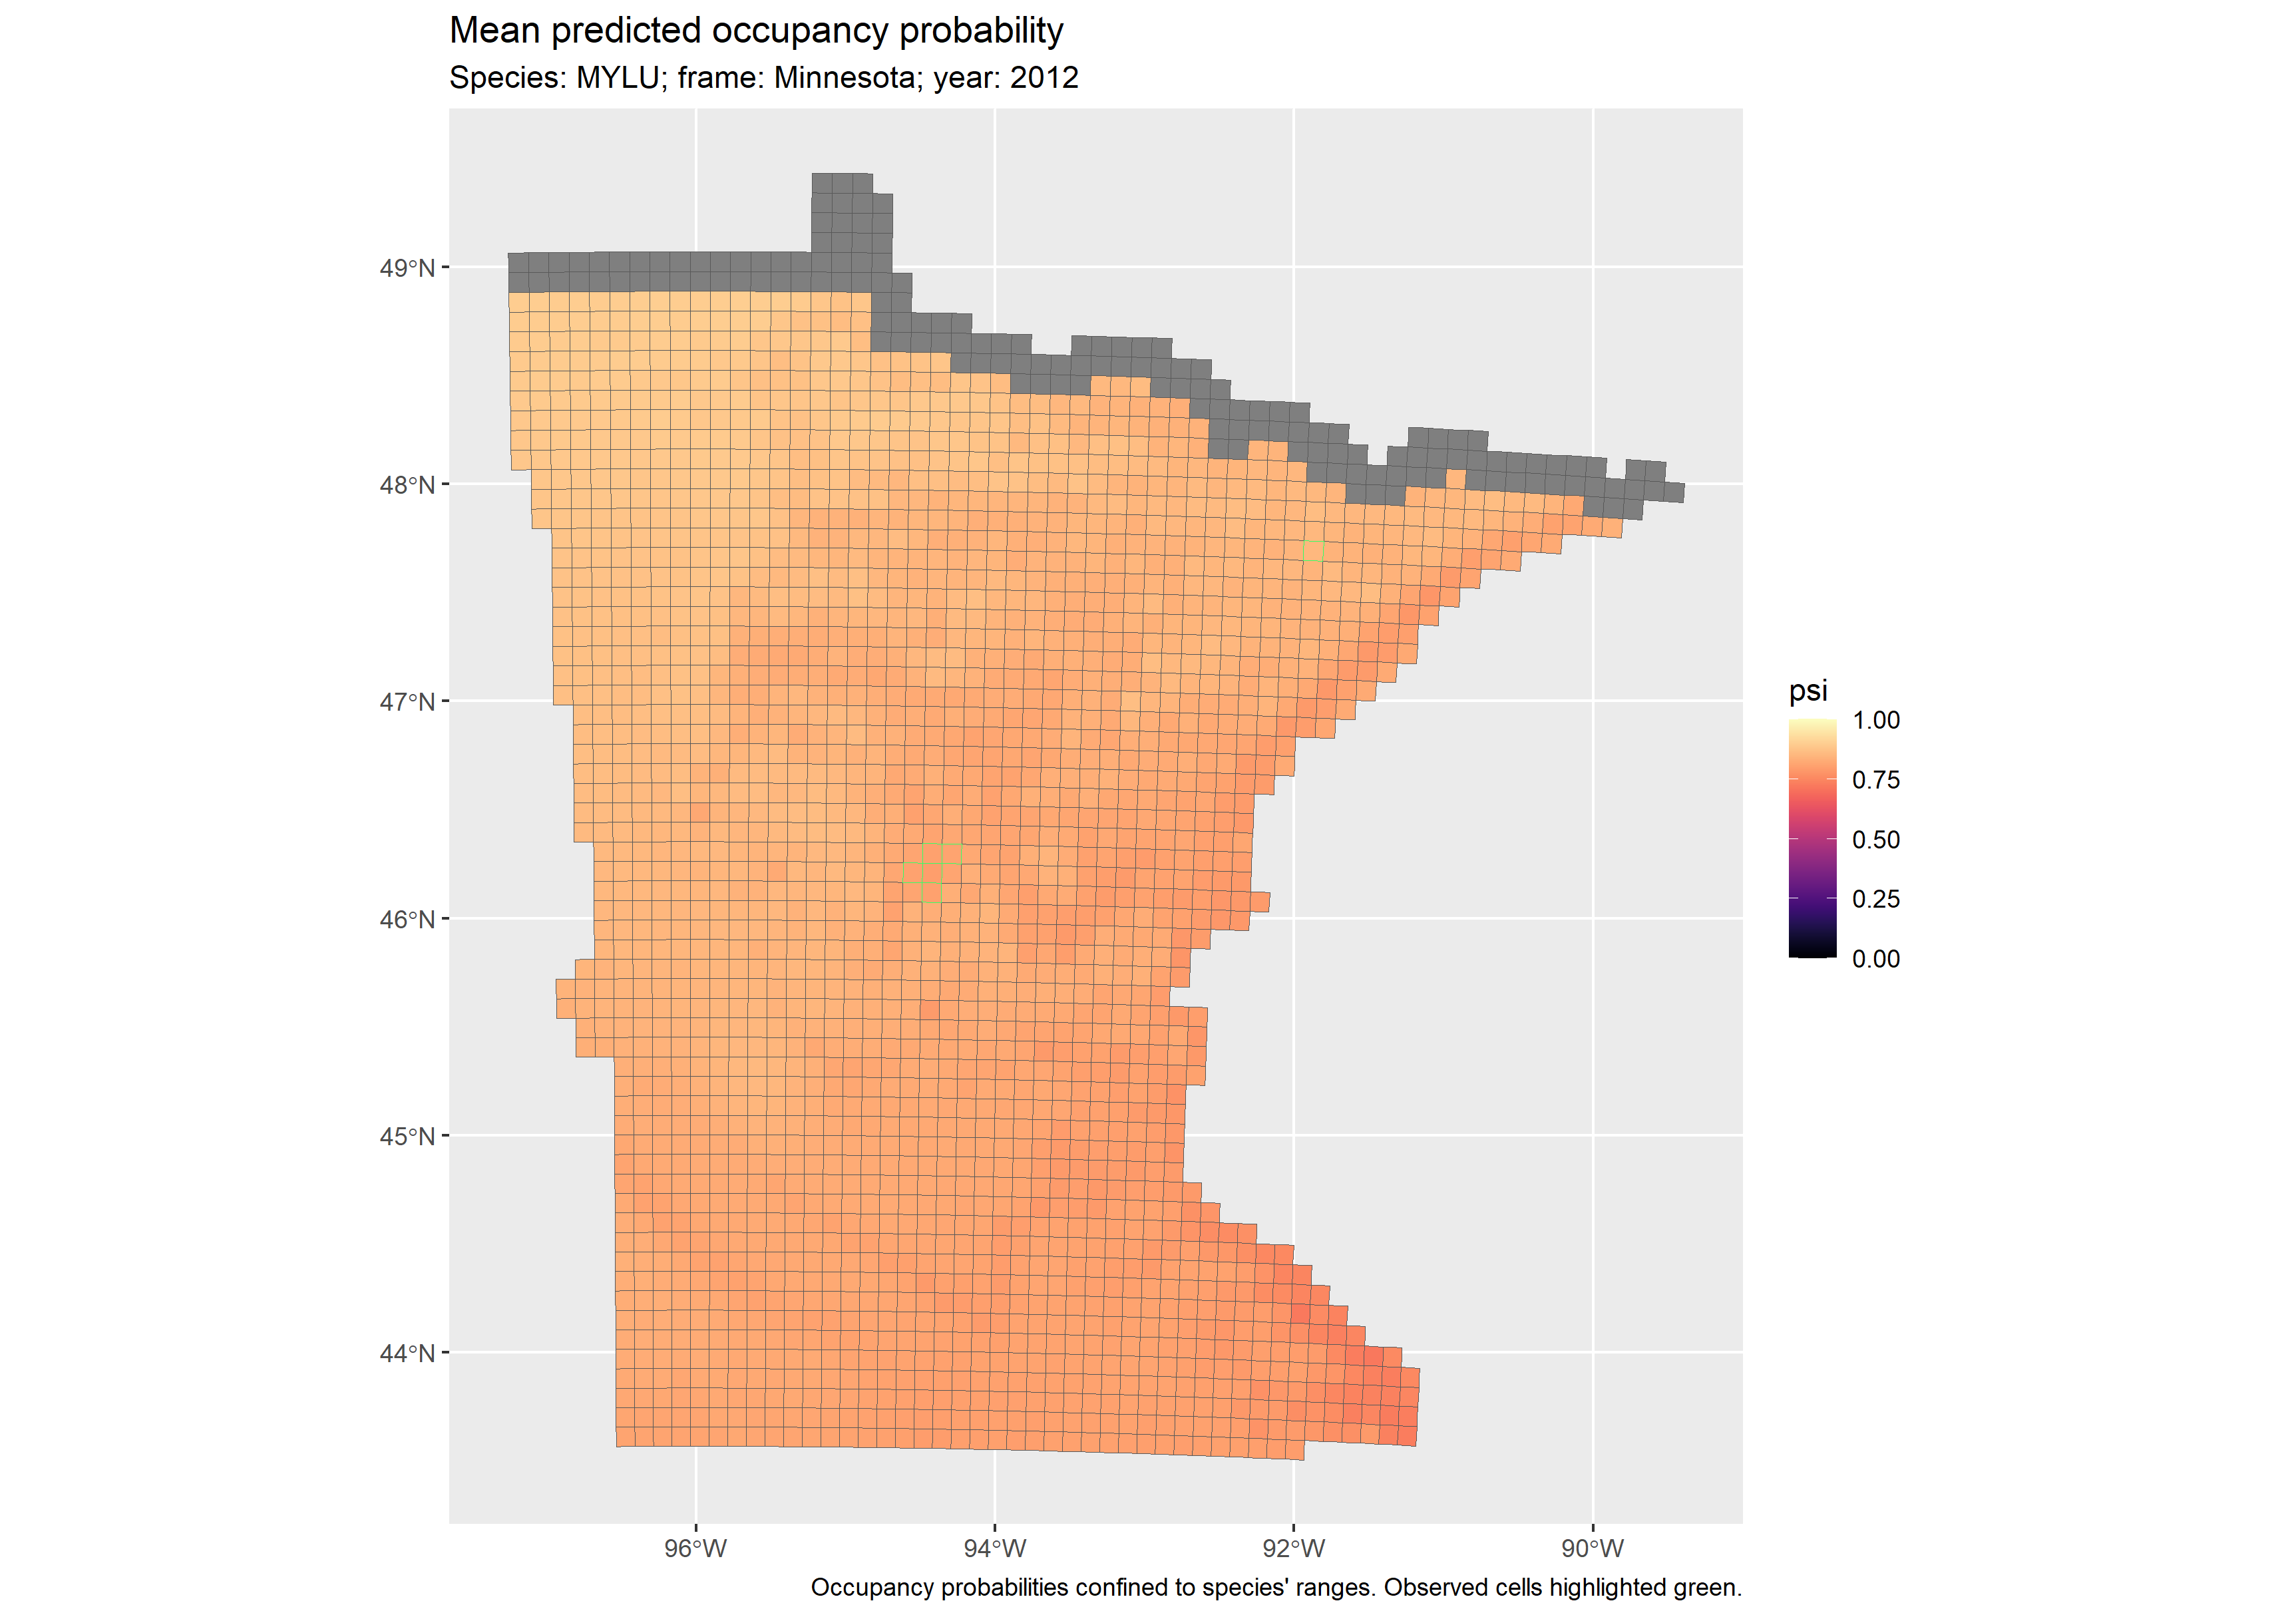 Mean predicted occupancy probability
Species: MYLU; frame: Minnesota; year: 2012
49°N
48°N
47°N
46°N
45°N
44°N
96°W
94°W
92°W
90°W
psi
1.00
0.75
0.50
0.25
0.00
Occupancy probabilities confined to species' ranges. Observed cells highlighted green.